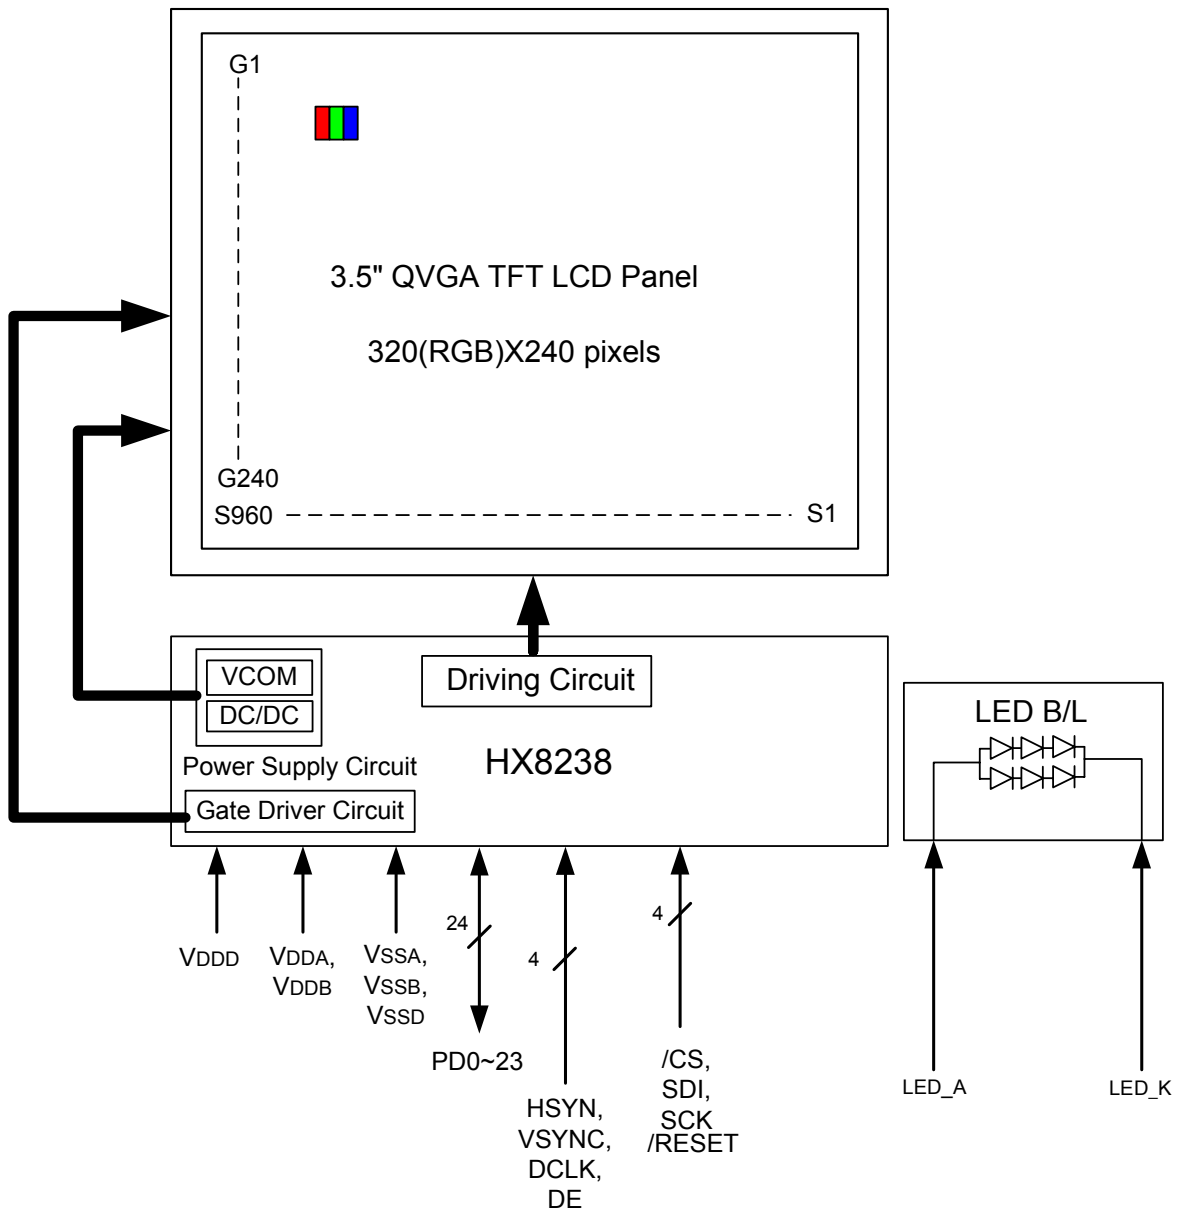 G1
3.5" QVGA TFT LCD Panel
320(RGB)X240 pixels
G240
S960
S1
VCOM
DC/DC
Power Supply Circuit
Gate Driver Circuit
Driving Circuit
HX8238
LED B/L
VDDD
VDDA,
VDDB
VSSA,
VSSB,
VSSD
24
PD0~23
4
HSYN,
VSYNC,
DCLK,
DE
4
/CS,
SDI,
SCK
/RESET
LED_A
LED_K